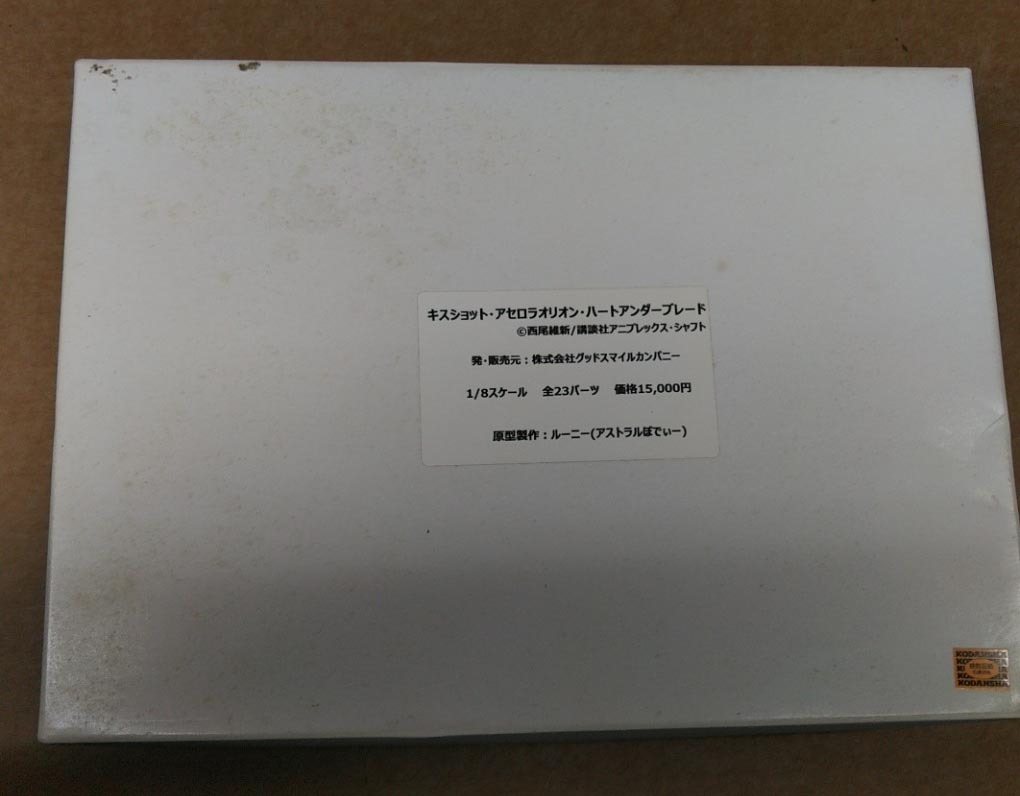 キスショット・アセロラオリオン・ハートアンダーブレード
©西尾維新/講談社アニプレックス・シャフト
発・販売元：株式会社グッドスマイルカンパニー
1/8スケール　全23パーツ　価格15,000円
原型製作：ルーニー(アストラルぼでぃー)
KODANSHA
KODANSHA